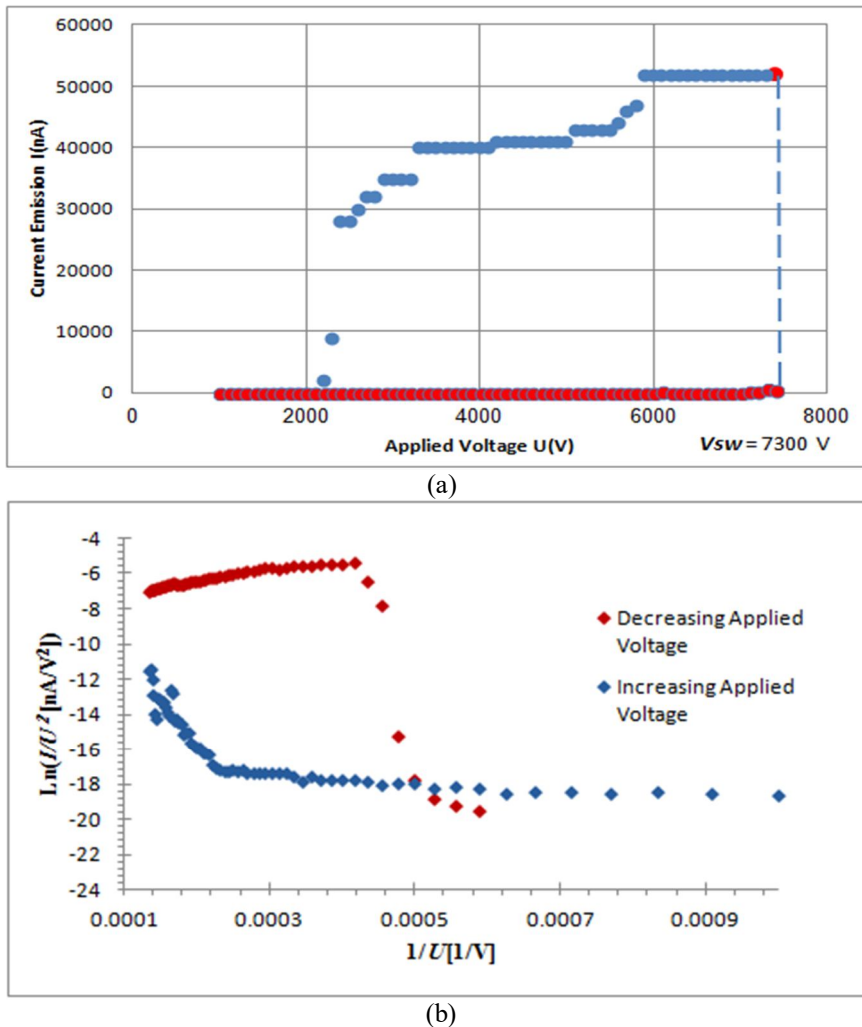 60000
50000
40000
30000
20000
10000
0
Current Emission I(nA)
0 2000 4000 6000 8000
Applied Voltage U(V)
Vsw = 7300 V
(a)
-4
-6
-8
-10
-12
-14
-16
-18
-20
-22
-24
Ln(I/U²[nA/V²])
Decreasing Applied
Voltage
Increasing Applied
Voltage
0.0001 0.0003 0.0005 0.0007 0.0009
1/U[1/V]
(b)